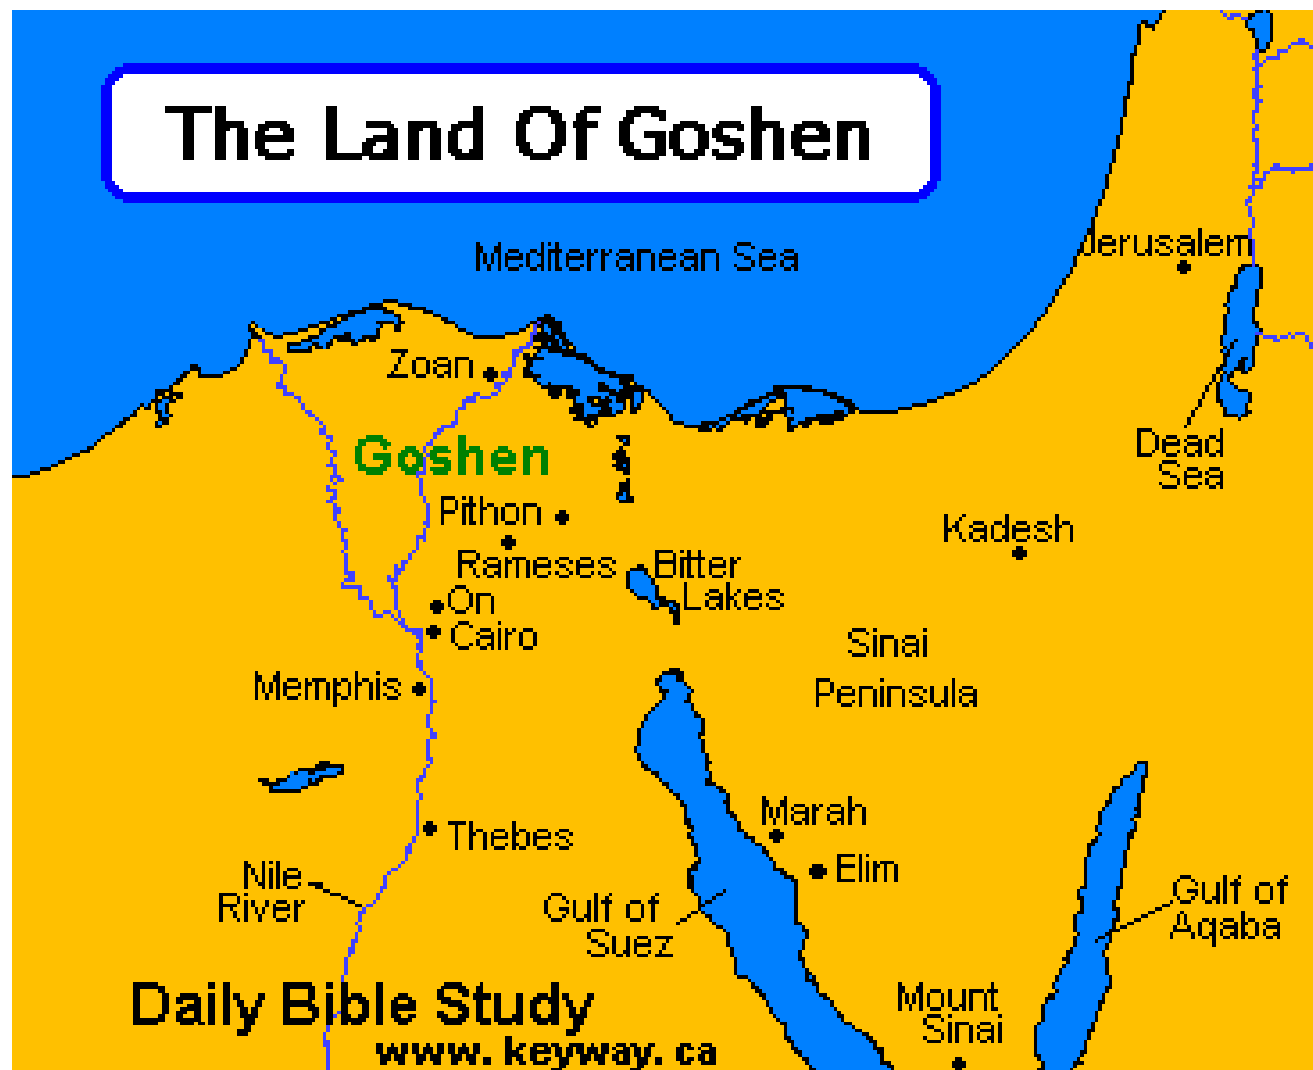 The Land Of Goshen
Mediterranean Sea
Jerusalem
Zoan
Dead
Sea
Goshen
Pithon
Kadesh
Rameses
Bitter
Lakes
On
Cairo
Sinai
Peninsula
Memphis
Marah
Thebes
Elim
Nile
River
Gulf of
Suez
Gulf of
Aqaba
Mount
Sinai
Daily Bible Study
www.keyway.ca